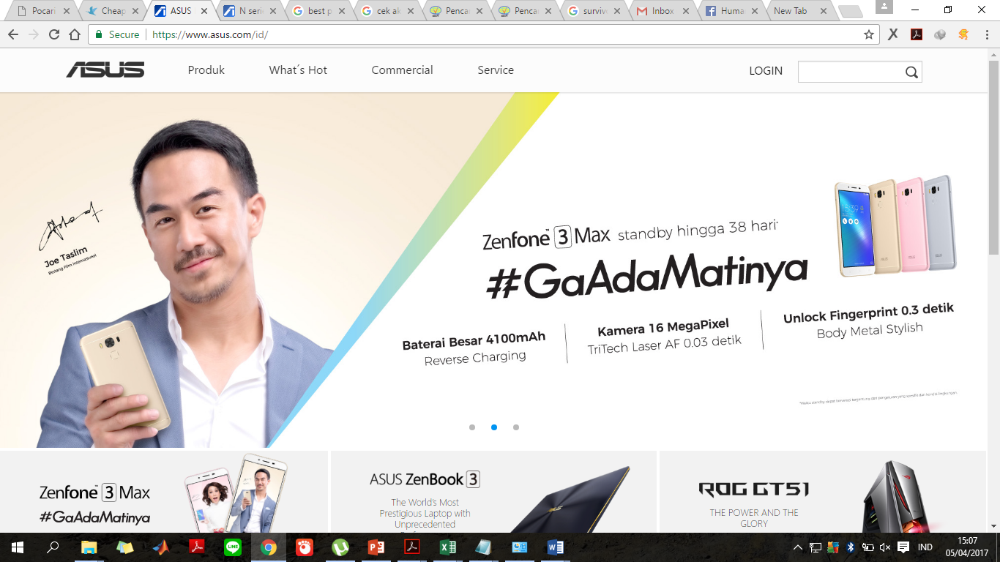 Pocari
Cheap
ASUS
N seri
best p
cek ak
Pencar
Pencar
survivo
Inbox
Huma
New Tab
Secure
https://www.asus.com/id/
ASUS
Produk
What´s Hot
Commercial
Service
LOGIN
Joe Taslim
Bintang Film Internasional
Zenfone™ 3 Max standby hingga 38 hari*
#GaAdaMatinya
Baterai Besar 4100mAh
Reverse Charging
Kamera 16 MegaPixel
TriTech Laser AF 0.03 detik
Unlock Fingerprint 0.3 detik
Body Metal Stylish
Zenfone™ 3 Max
#GaAdaMatinya
ASUS ZenBook 3
The World's Most
Prestigious Laptop with
Unprecedented
ROG GT51
THE POWER AND THE
GLORY
IND
15:07
05/04/2017